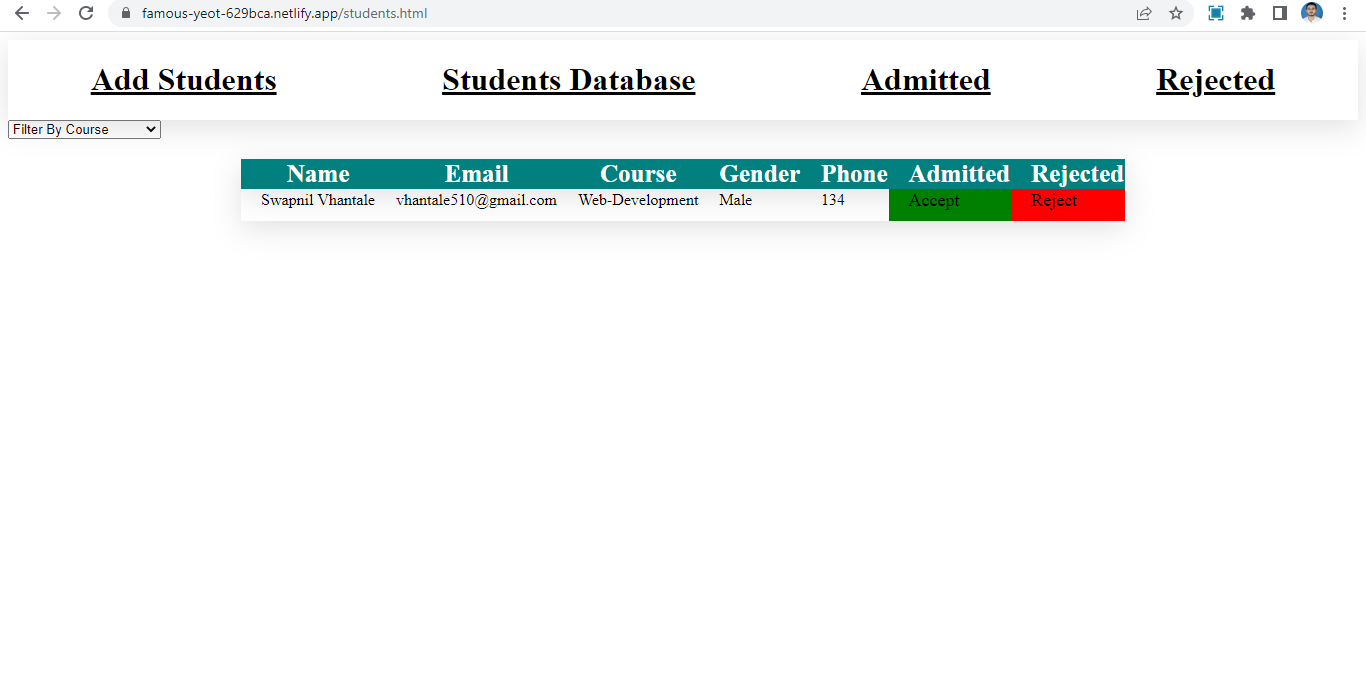 famous-yeot-629bca.netlify.app/students.html
Add Students Students Database Admitted Rejected
Filter By Course
Name Email Course Gender Phone Admitted Rejected
Swapnil Vhantale vhantale510@gmail.com Web-Development Male 134 Accept Reject